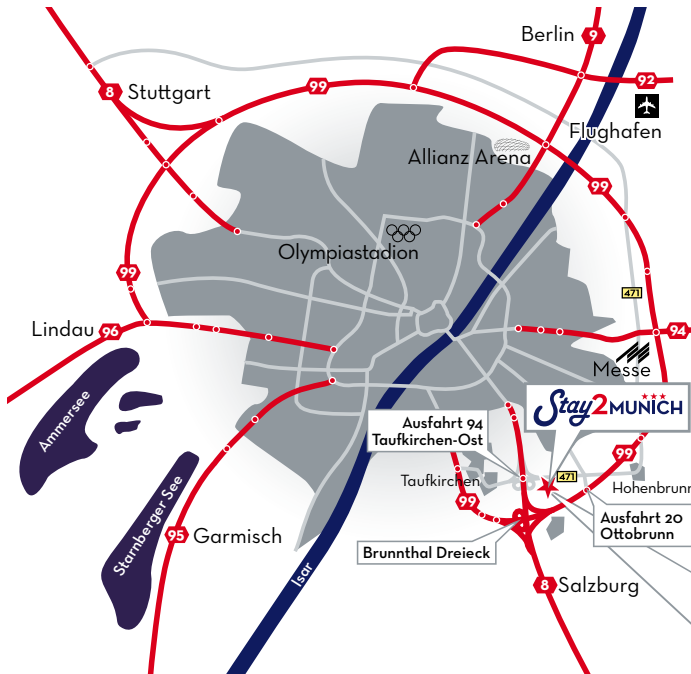 Berlin
9
92
8
Stuttgart
99
Flughafen
Allianz Arena
99
Olympiastadion
99
471
Lindau
96
94
Messe
Ammersee
Stay2MUNICH
Ausfahrt 94
Taufkirchen-Ost
99
Taufkirchen
471
Hohenbrunn
Starnberger See
99
Ausfahrt 20
Ottobrunn
95
Garmisch
Brunnthal Dreieck
Isar
8
Salzburg